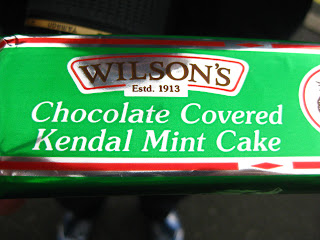 WILSON'S
Estd. 1913
Chocolate Covered
Kendal Mint Cake